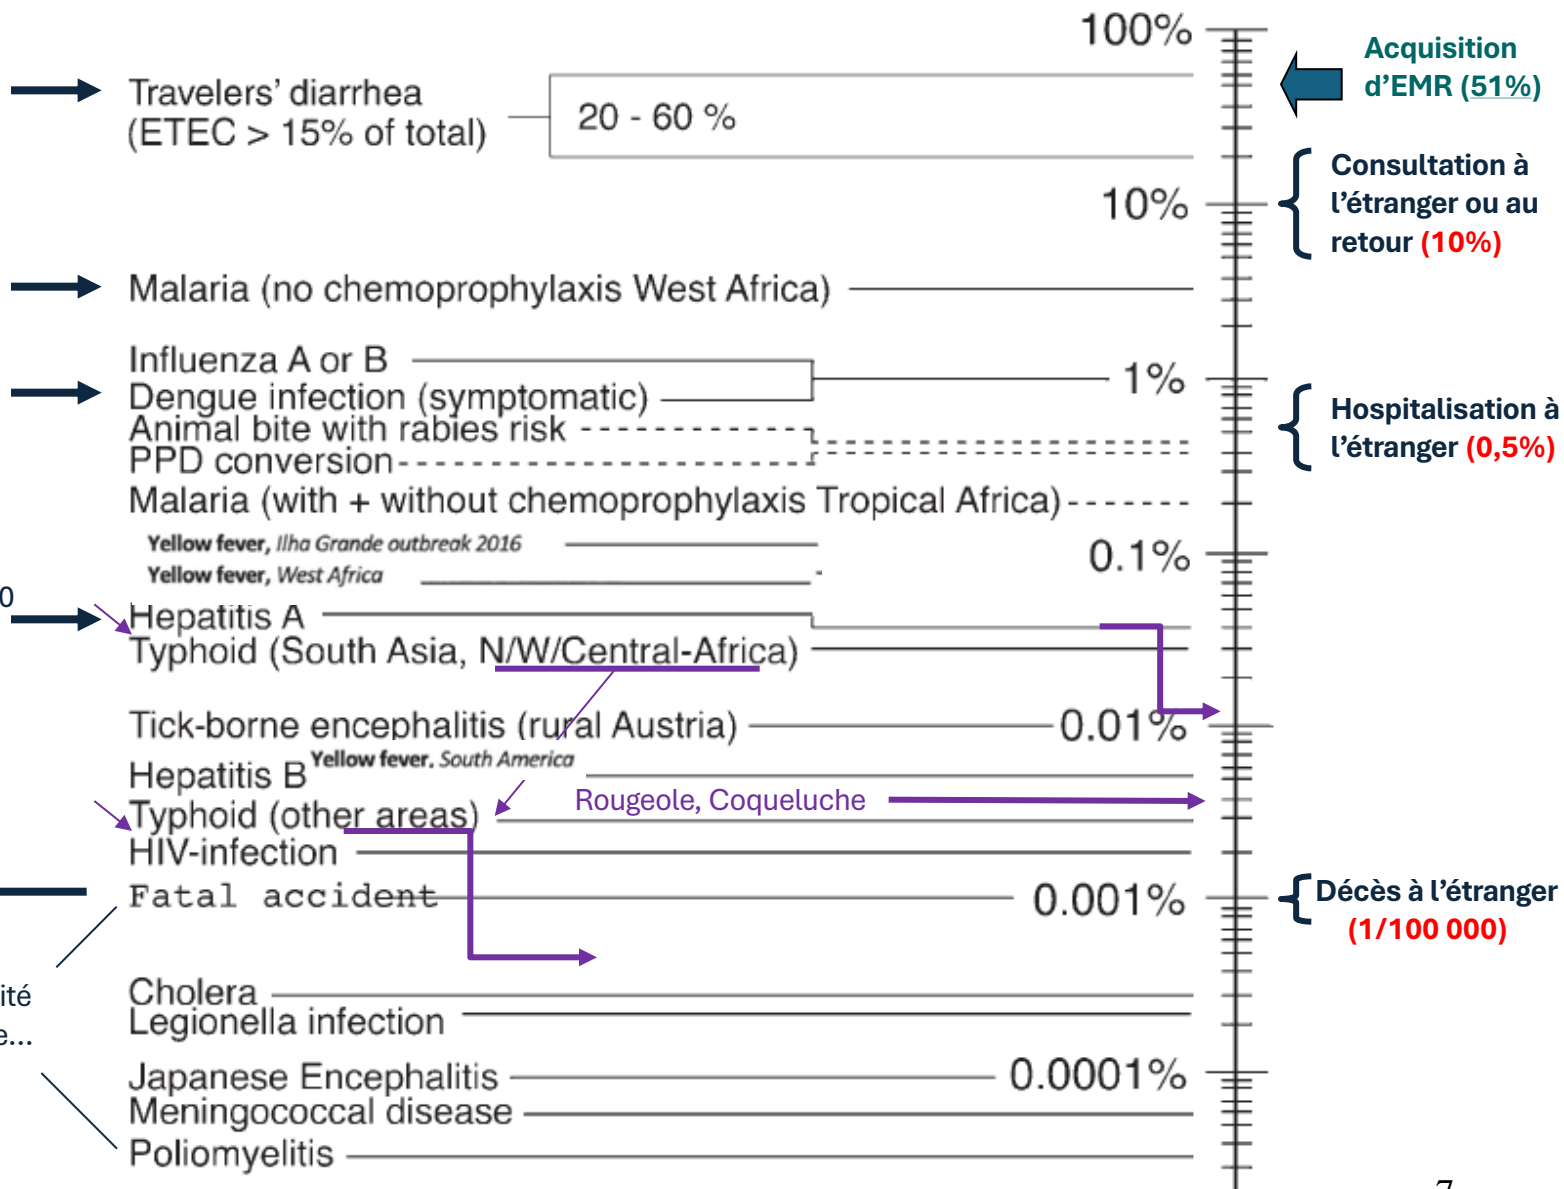 100%
Acquisition
d'EMR (51%)
Travelers' diarrhea
(ETEC > 15% of total)
20 - 60 %
Consultation à
l'étranger ou au
retour (10%)
10%
Malaria (no chemoprophylaxis West Africa)
Influenza A or B
1%
Dengue infection (symptomatic)
Hospitalisation à
l'étranger (0,5%)
Animal bite with rabies risk
PPD conversion
Malaria (with + without chemoprophylaxis Tropical Africa)
Yellow fever, Ilha Grande outbreak 2016
0.1%
Yellow fever, West Africa
0
Hepatitis A
Typhoid (South Asia, N/W/Central-Africa)
Tick-borne encephalitis (rural Austria)
0.01%
Yellow fever. South America
Hepatitis B
Rougeole, Coqueluche
Typhoid (other areas)
HIV-infection
Fatal accident
0.001%
Décès à l'étranger
(1/100 000)
ité
e...
Cholera
Legionella infection
Japanese Encephalitis
0.0001%
Meningococcal disease
Poliomyelitis